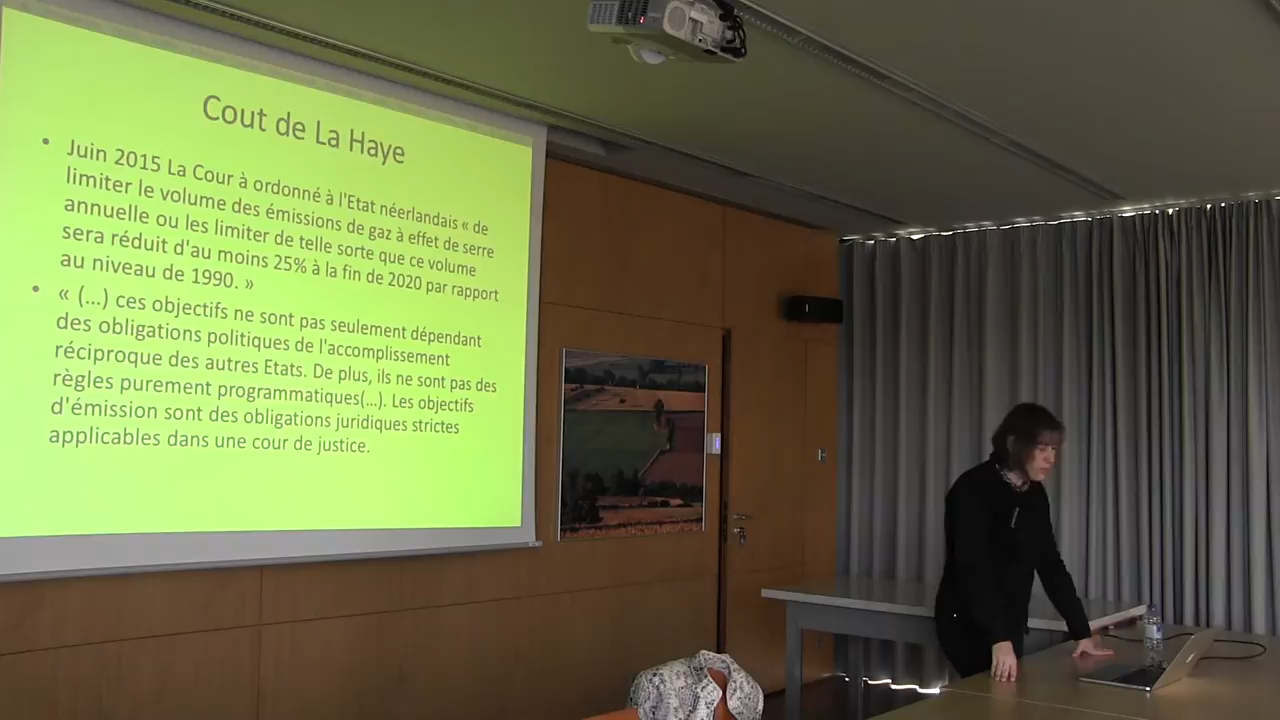 Cout de La Haye
• Juin 2015 La Cour à ordonné à l'Etat néerlandais « de
limiter le volume des émissions de gaz à effet de serre
annuelle ou les limiter de telle sorte que ce volume
sera réduit d'au moins 25% à la fin de 2020 par rapport
au niveau de 1990. »
• « (...) ces objectifs ne sont pas seulement dépendant
des obligations politiques de l'accomplissement
réciproque des autres Etats. De plus, ils ne sont pas des
règles purement programmatiques(...). Les objectifs
d'émission sont des obligations juridiques strictes
applicables dans une cour de justice.